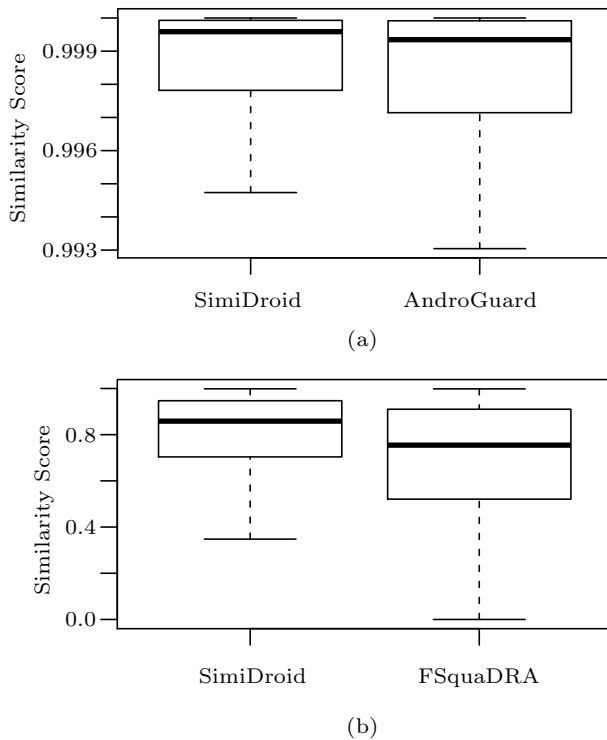 Similarity Score
0.999
0.996
0.993
SimiDroid AndroGuard
(a)
Similarity Score
0.8
0.4
0.0
SimiDroid FSquaDRA
(b)